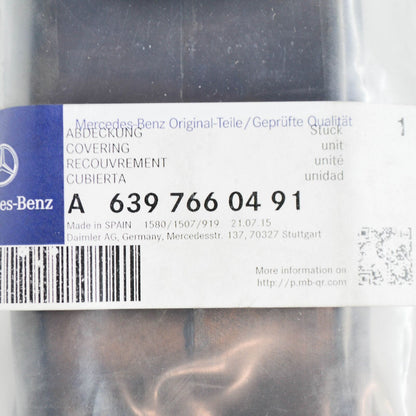 Mercedes-Benz Original-Teile/Geprüfte Qualität
ABDECKUNG Stück 1
COVERING unit
RECOUVREMENT unité
CUBIERTA unidad
des-Benz
A 639 766 04 91
Made in SPAIN 1580/1507/919 21.07.15
Daimler AG, Germany, Mercedesstr. 137, 70327 Stuttgart
More information on
http://p.mb-qr.com